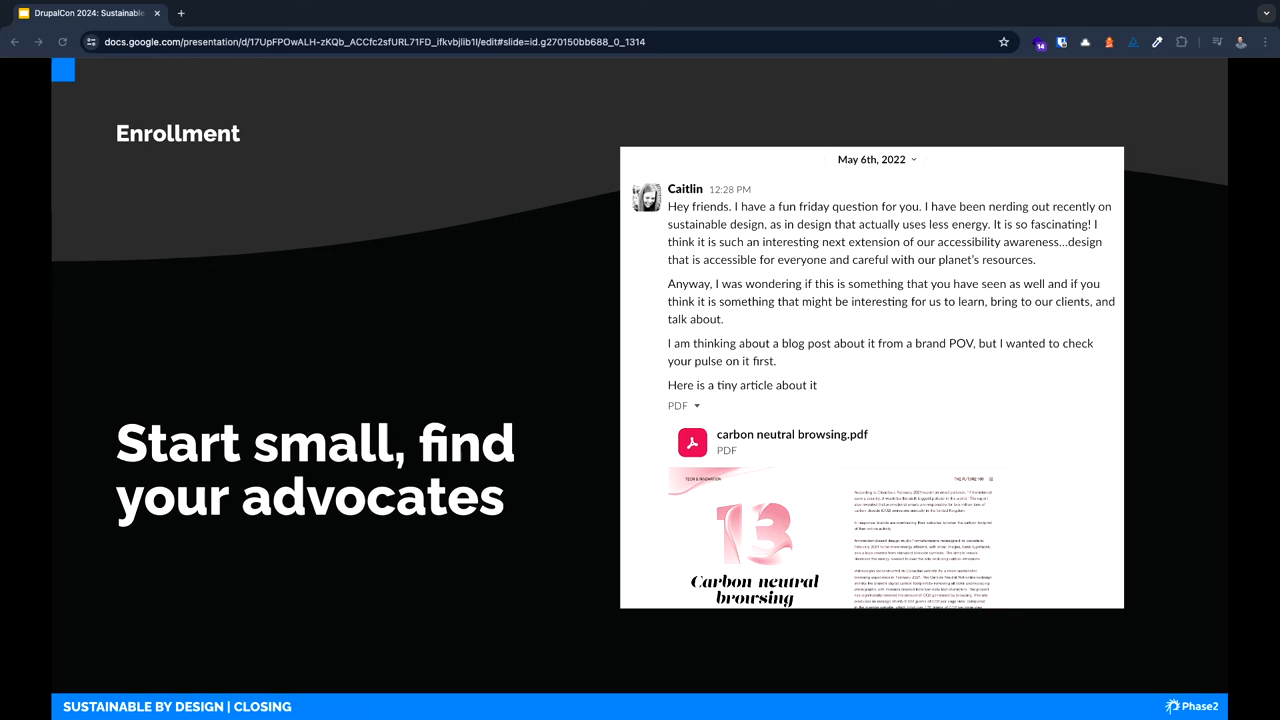 DrupalCon 2024: Sustainable
docs.google.com/presentation/d/17UpFPOwALH-zKQb_ACCfc2sfURL71FD_ifkvbjlib1I/edit#slide=id.g270150bb688_0_1314
14
Enrollment
Start small, find
your advocates
May 6th, 2022
Caitlin 12:28 PM
Hey friends. I have a fun friday question for you. I have been nerding out recently on
sustainable design, as in design that actually uses less energy. It is so fascinating! I
think it is such an interesting next extension of our accessibility awareness...design
that is accessible for everyone and careful with our planet's resources.
Anyway, I was wondering if this is something that you have seen as well and if you
think it is something that might be interesting for us to learn, bring to our clients, and
talk about.
I am thinking about a blog post about it from a brand POV, but I wanted to check
your pulse on it first.
Here is a tiny article about it
PDF
carbon neutral browsing.pdf
PDF
TECH & INNOVATION
THE FUTURE 100
13
Carbon neutral
browsing
SUSTAINABLE BY DESIGN | CLOSING
Phase2